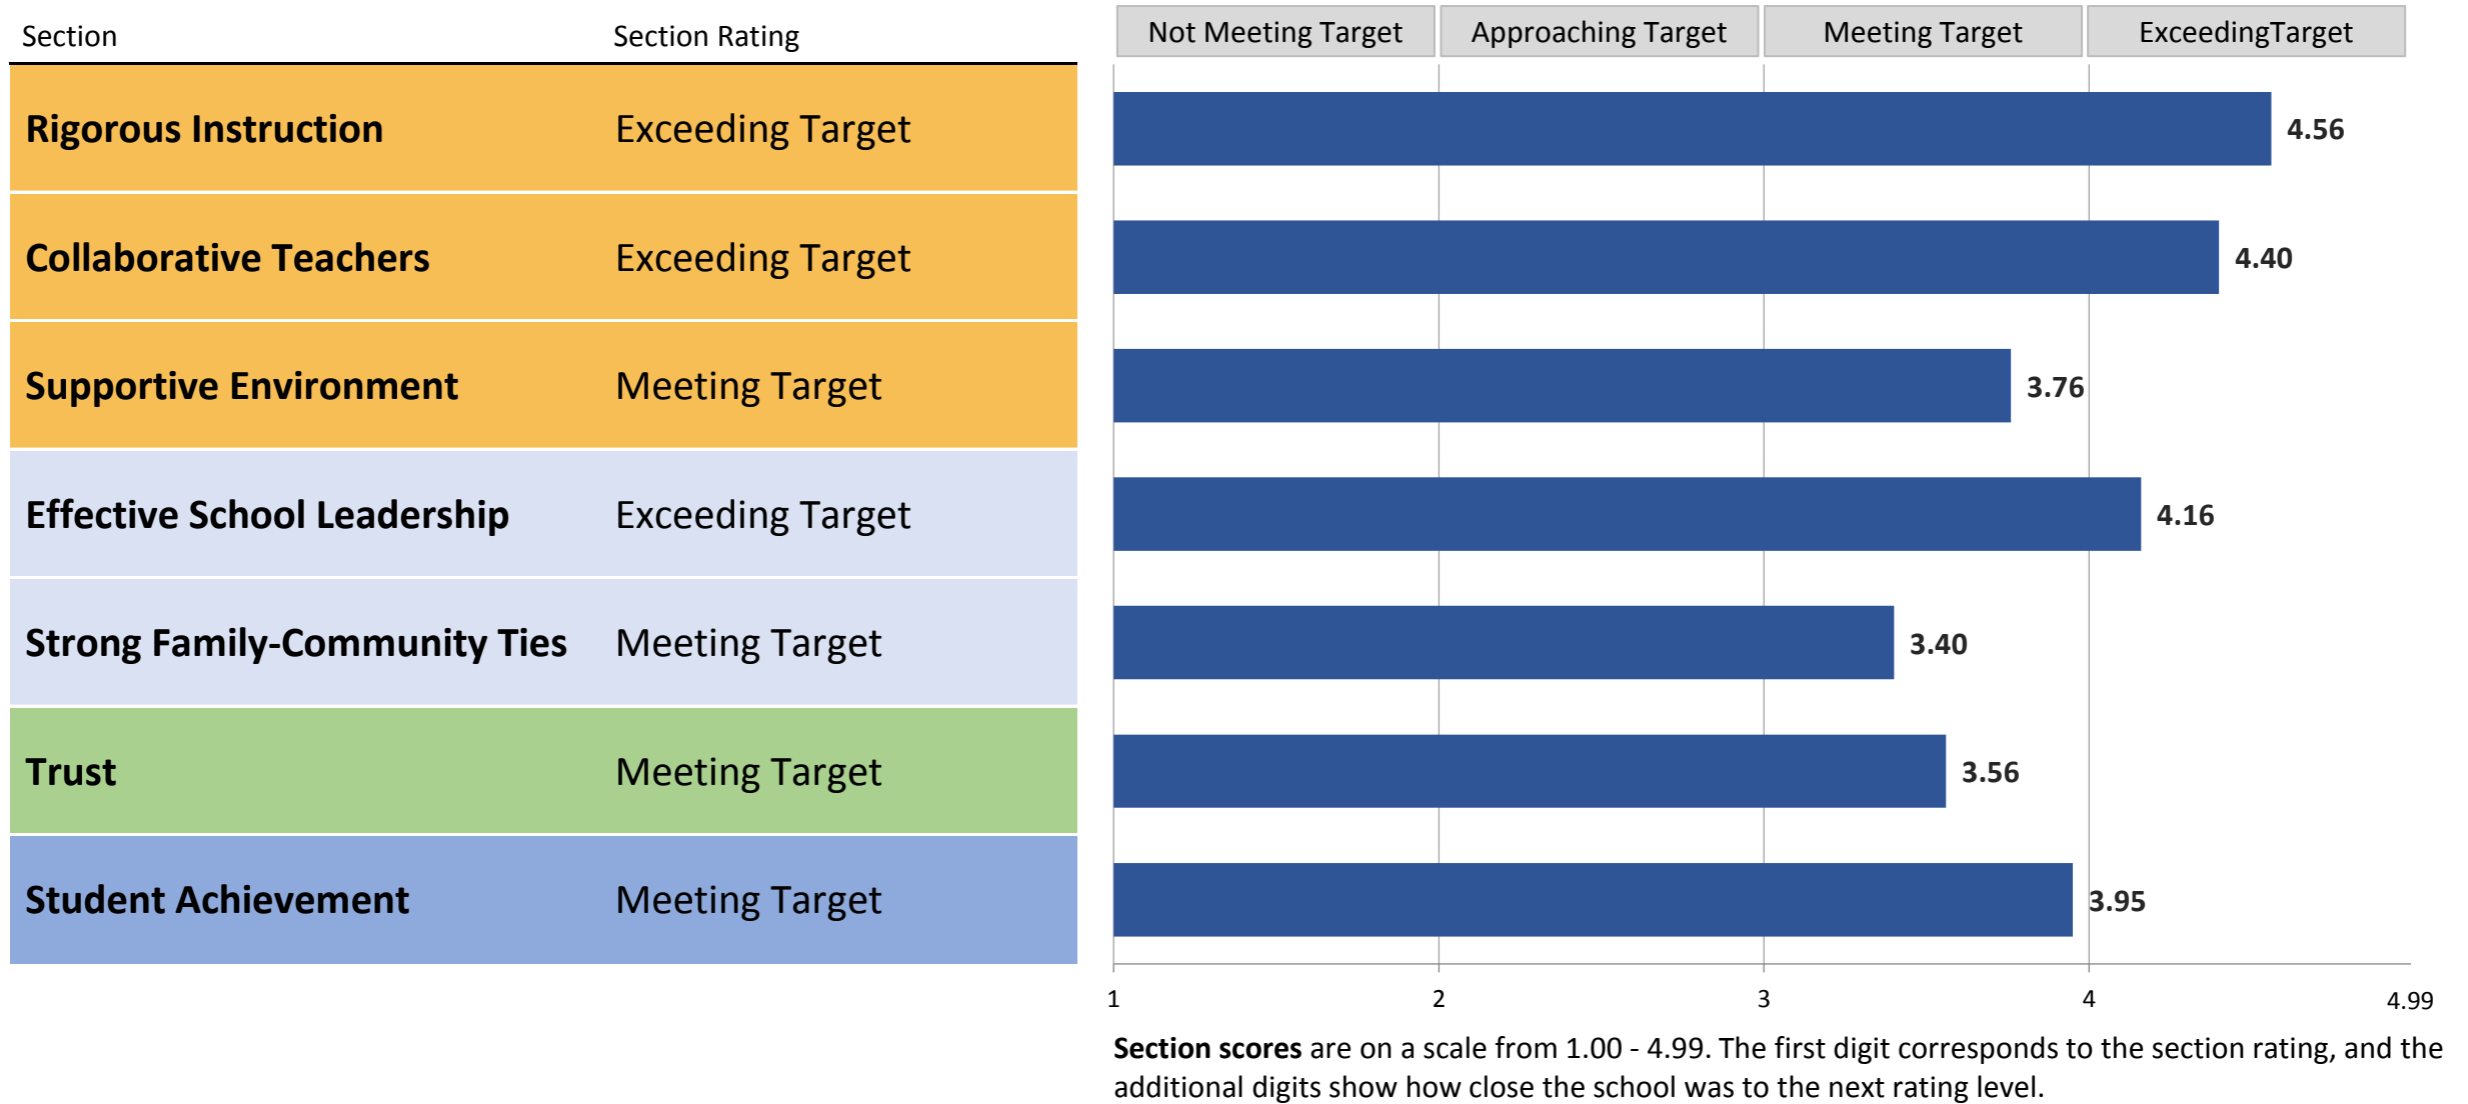 Section Section Rating Not Meeting Target Approaching Target Meeting Target ExceedingTarget
Rigorous Instruction Exceeding Target 4.56
Collaborative Teachers Exceeding Target 4.40
Supportive Environment Meeting Target 3.76
Effective School Leadership Exceeding Target 4.16
Strong Family-Community Ties Meeting Target 3.40
Trust Meeting Target 3.56
Student Achievement Meeting Target 3.95
1 2 3 4 4.99
Section scores are on a scale from 1.00 - 4.99. The first digit corresponds to the section rating, and the
additional digits show how close the school was to the next rating level.